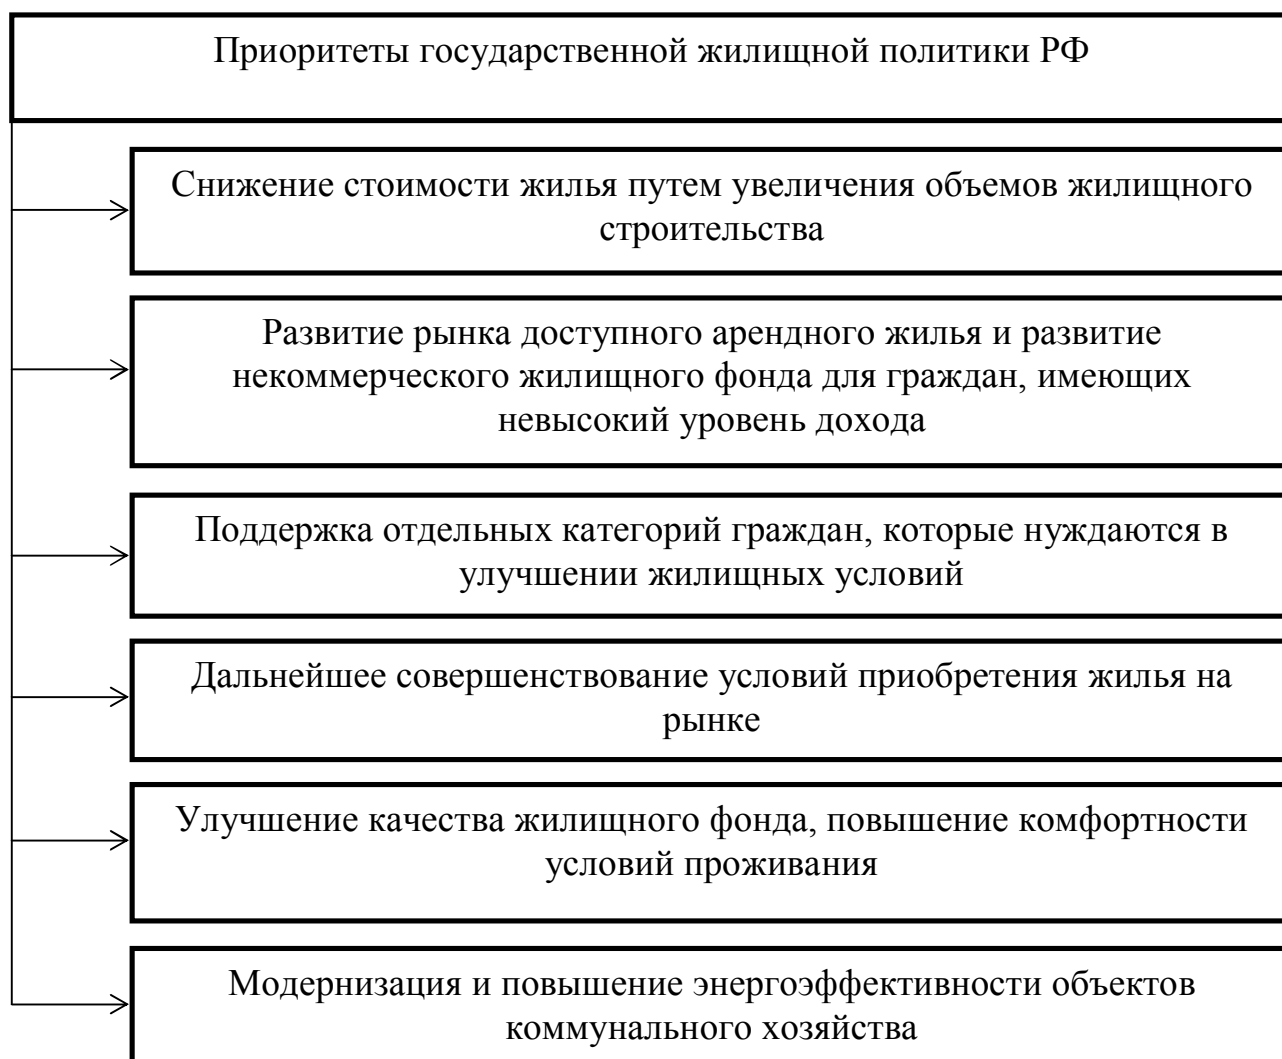 Приоритеты государственной жилищной политики РФ
Снижение стоимости жилья путем увеличения объемов жилищного
строительства
Развитие рынка доступного арендного жилья и развитие
некоммерческого жилищного фонда для граждан, имеющих
невысокий уровень дохода
Поддержка отдельных категорий граждан, которые нуждаются в
улучшении жилищных условий
Дальнейшее совершенствование условий приобретения жилья на
рынке
Улучшение качества жилищного фонда, повышение комфортности
условий проживания
Модернизация и повышение энергоэффективности объектов
коммунального хозяйства